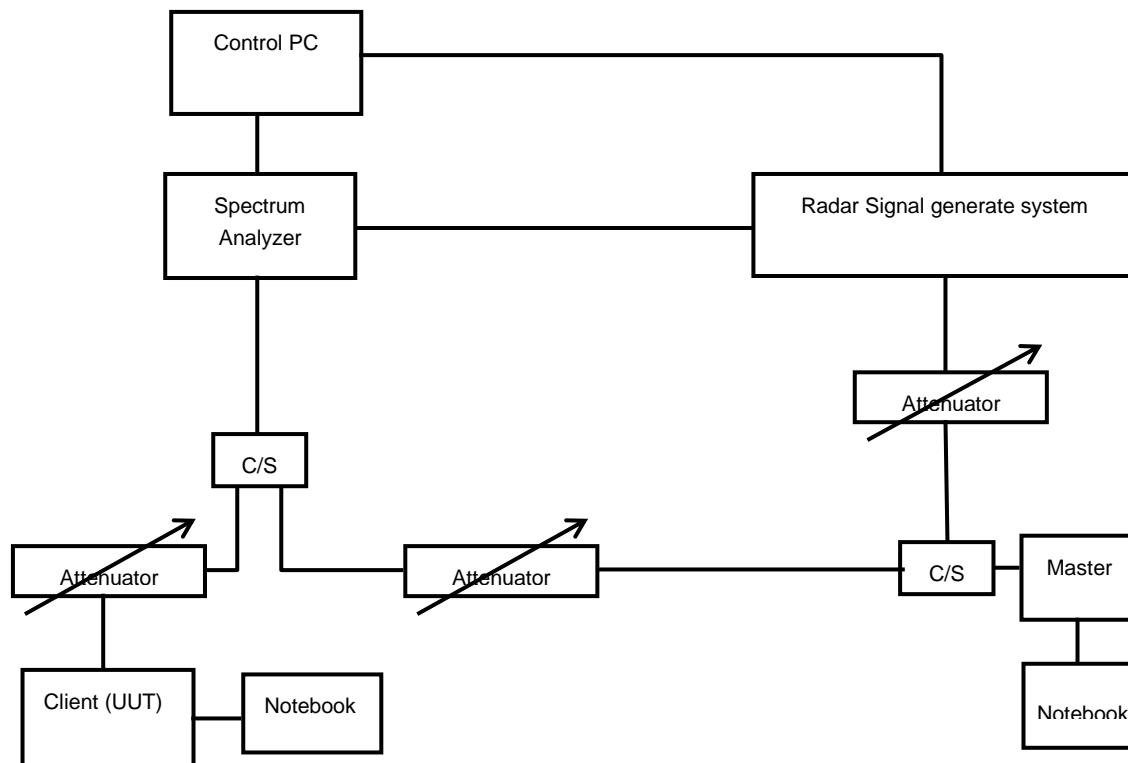 Control PC
Spectrum
Analyzer
Radar Signal generate system
Attenuator
C/S
Attenuator
Attenuator
C/S
Master
Client (UUT)
Notebook
Notebook